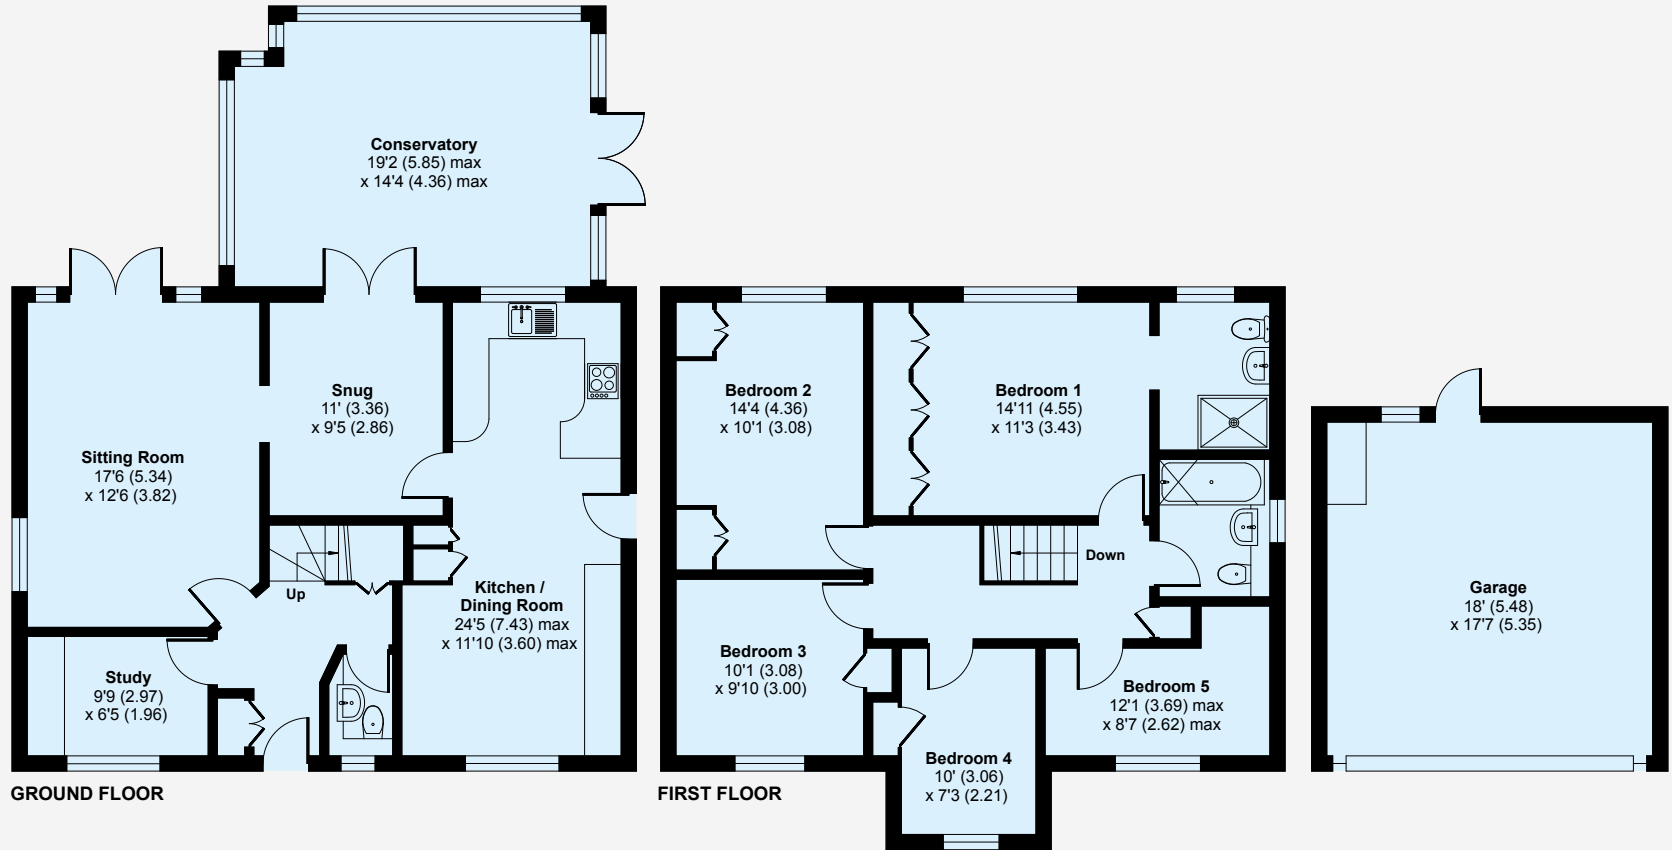 Conservatory
19'2 (5.85) max
x 14'4 (4.36) max
Snug
11' (3.36)
x 9'5 (2.86)
Sitting Room
17'6 (5.34)
x 12'6 (3.82)
Up
Kitchen /
Dining Room
24'5 (7.43) max
x 11'10 (3.60) max
Study
9'9 (2.97)
x 6'5 (1.96)
GROUND FLOOR
Bedroom 2
14'4 (4.36)
x 10'1 (3.08)
Bedroom 1
14'11 (4.55)
x 11'3 (3.43)
Down
Bedroom 3
10'1 (3.08)
x 9'10 (3.00)
Bedroom 5
12'1 (3.69) max
x 8'7 (2.62) max
Bedroom 4
10' (3.06)
x 7'3 (2.21)
FIRST FLOOR
Garage
18' (5.48)
x 17'7 (5.35)